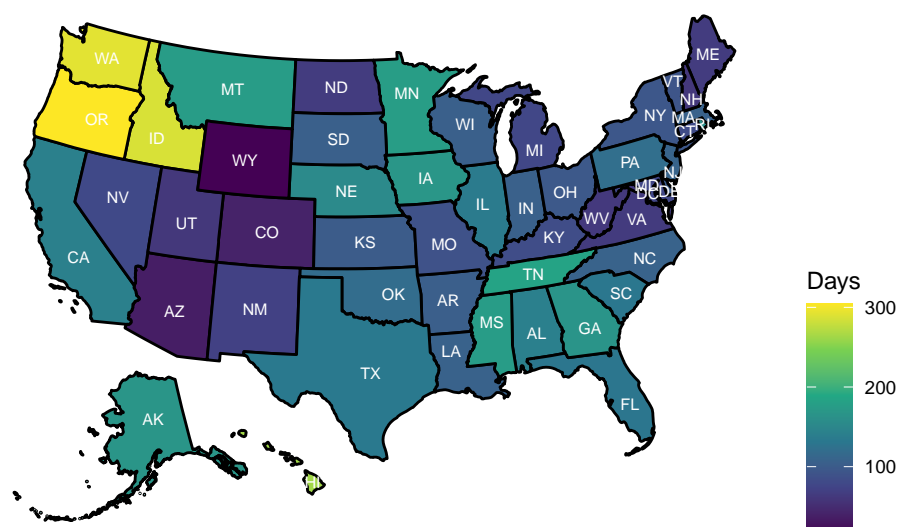 WA
MT
ND
MN
ME
VT
NH
OR
ID
WY
SD
WI
MI
NY
MA
RI
CT
PA
NJ
NV
UT
CO
NE
IA
IL
IN
OH
MD
DC
DE
WV
VA
CA
AZ
NM
KS
MO
KY
NC
OK
AR
TN
SC
TX
LA
MS
AL
GA
FL
AK
HI
Days
300
200
100